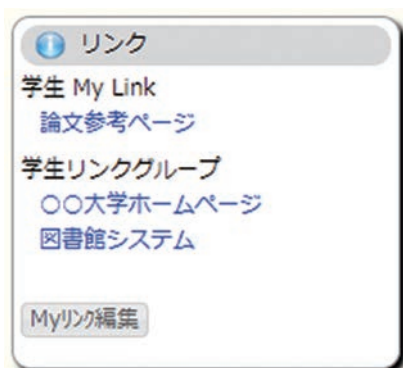 リンク
学生 My Link
論文参考ページ
学生リンクグループ
○○大学ホームページ
図書館システム
Myリンク編集